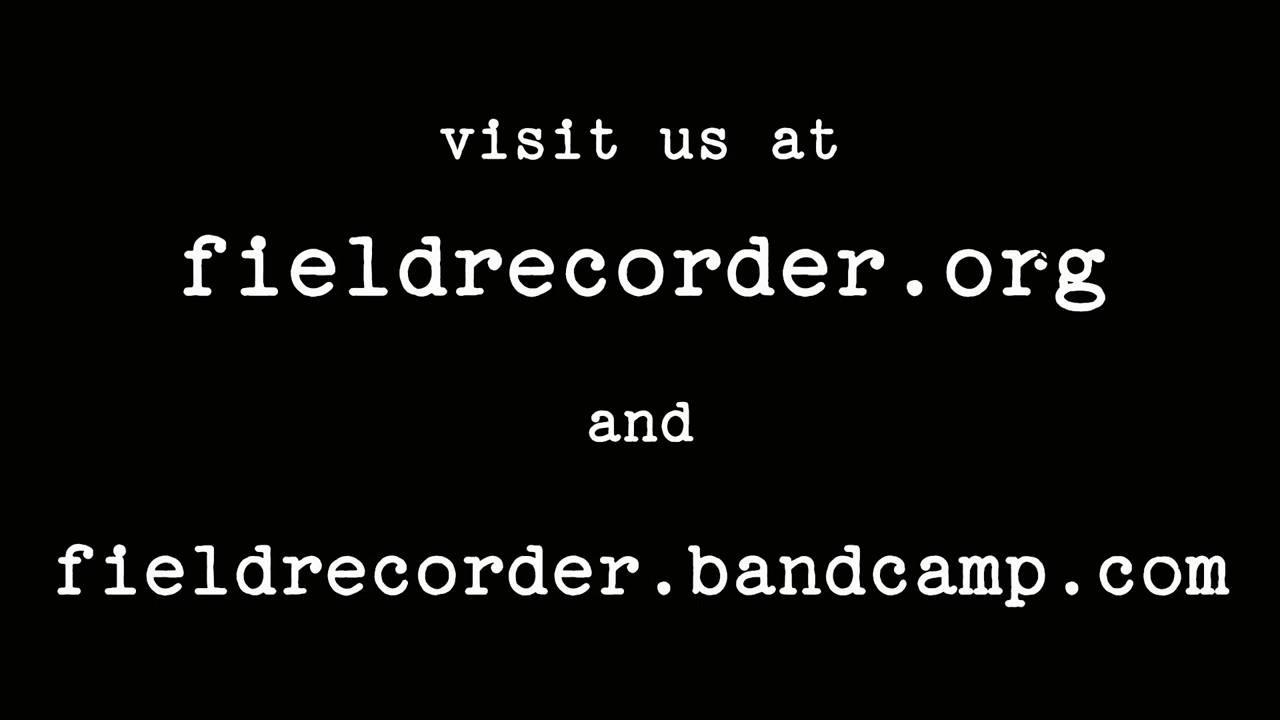 visit us at
fieldrecorder.org
and
fieldrecorder.bandcamp.com